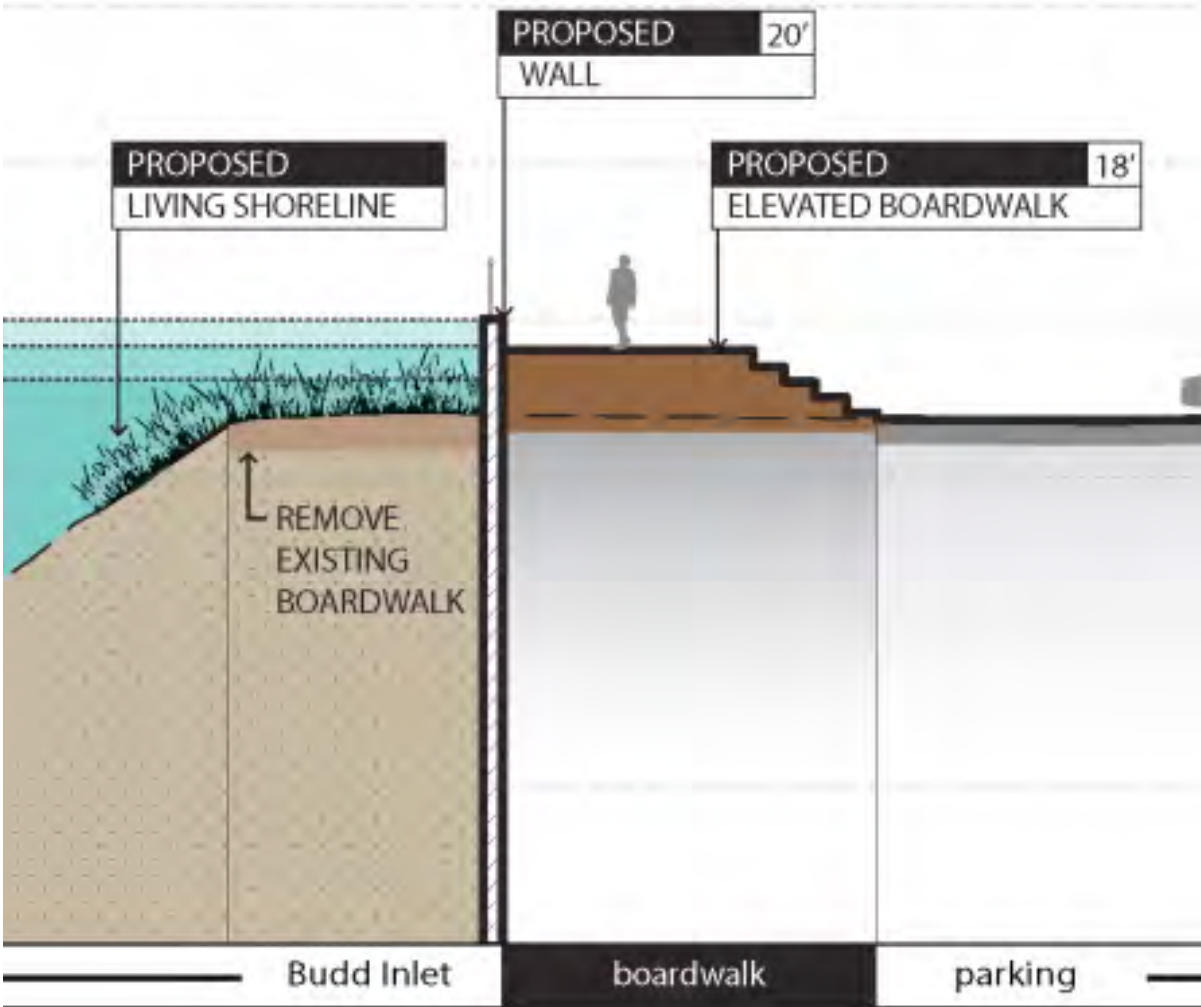 PROPOSED 20'
WALL
PROPOSED
LIVING SHORELINE
PROPOSED 18'
ELEVATED BOARDWALK
REMOVE
EXISTING
BOARDWALK
Budd Inlet
boardwalk
parking